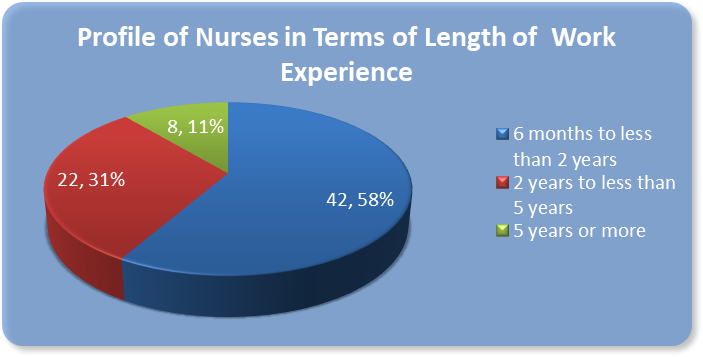 Profile of Nurses in Terms of Length of Work
Experience
8, 11%
22, 31%
42, 58%
6 months to less
than 2 years
2 years to less than
5 years
5 years or more